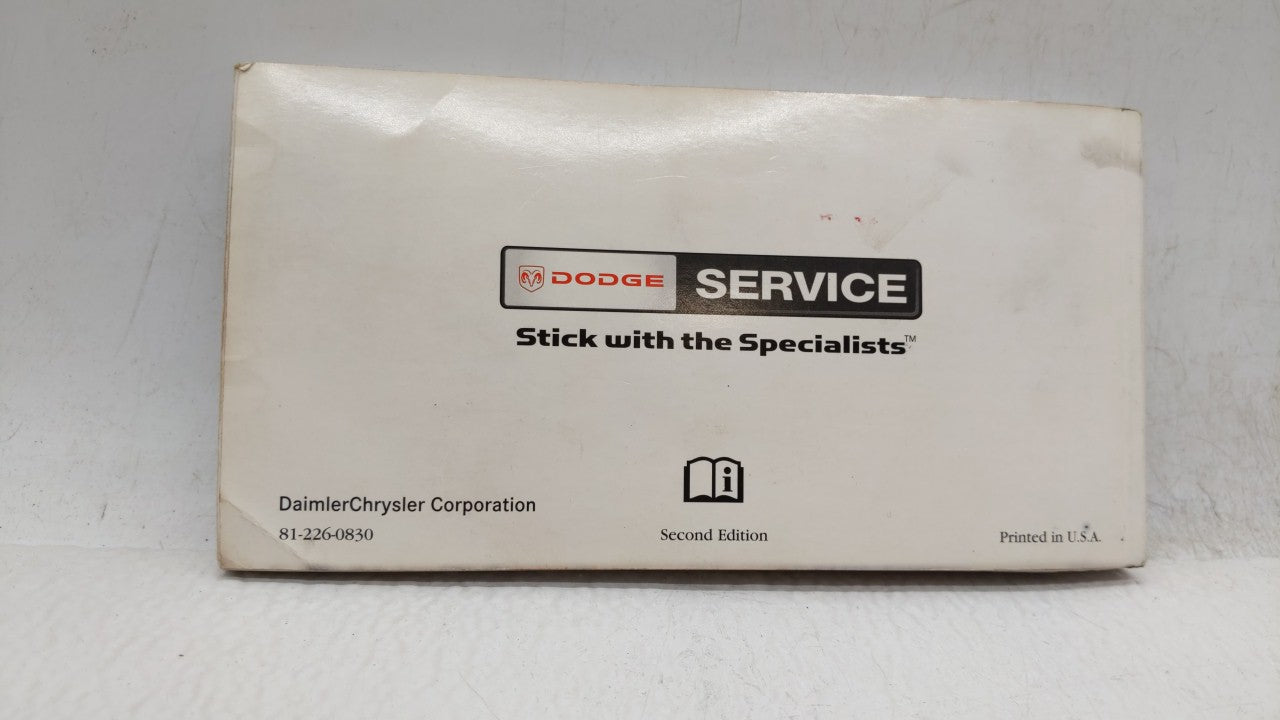 DODGE SERVICE
Stick with the Specialists™
i
DaimlerChrysler Corporation
81-226-0830
Second Edition
Printed in U.S.A.